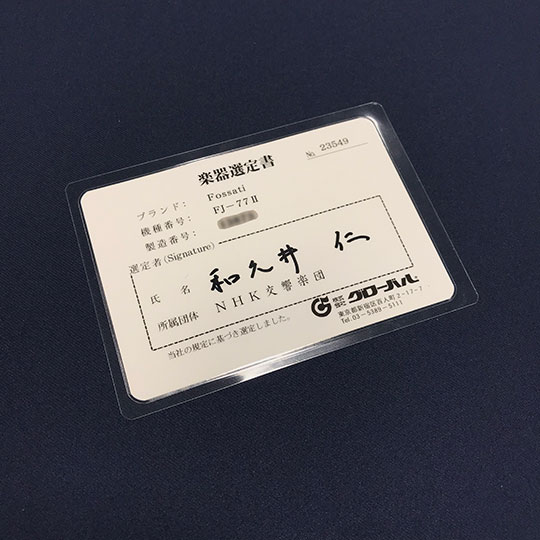 楽器選定書
No. 23549
ブランド: Fossati
機種番号: FJ-77Ⅱ
製造番号:
選定者(Signature)
氏名 和久井 仁
所属団体 NHK交響楽団
当社の規定に基づき選定しました。
株式会社 グローバル
東京都新宿区百人町2-17-7
Tel.03-5389-5111